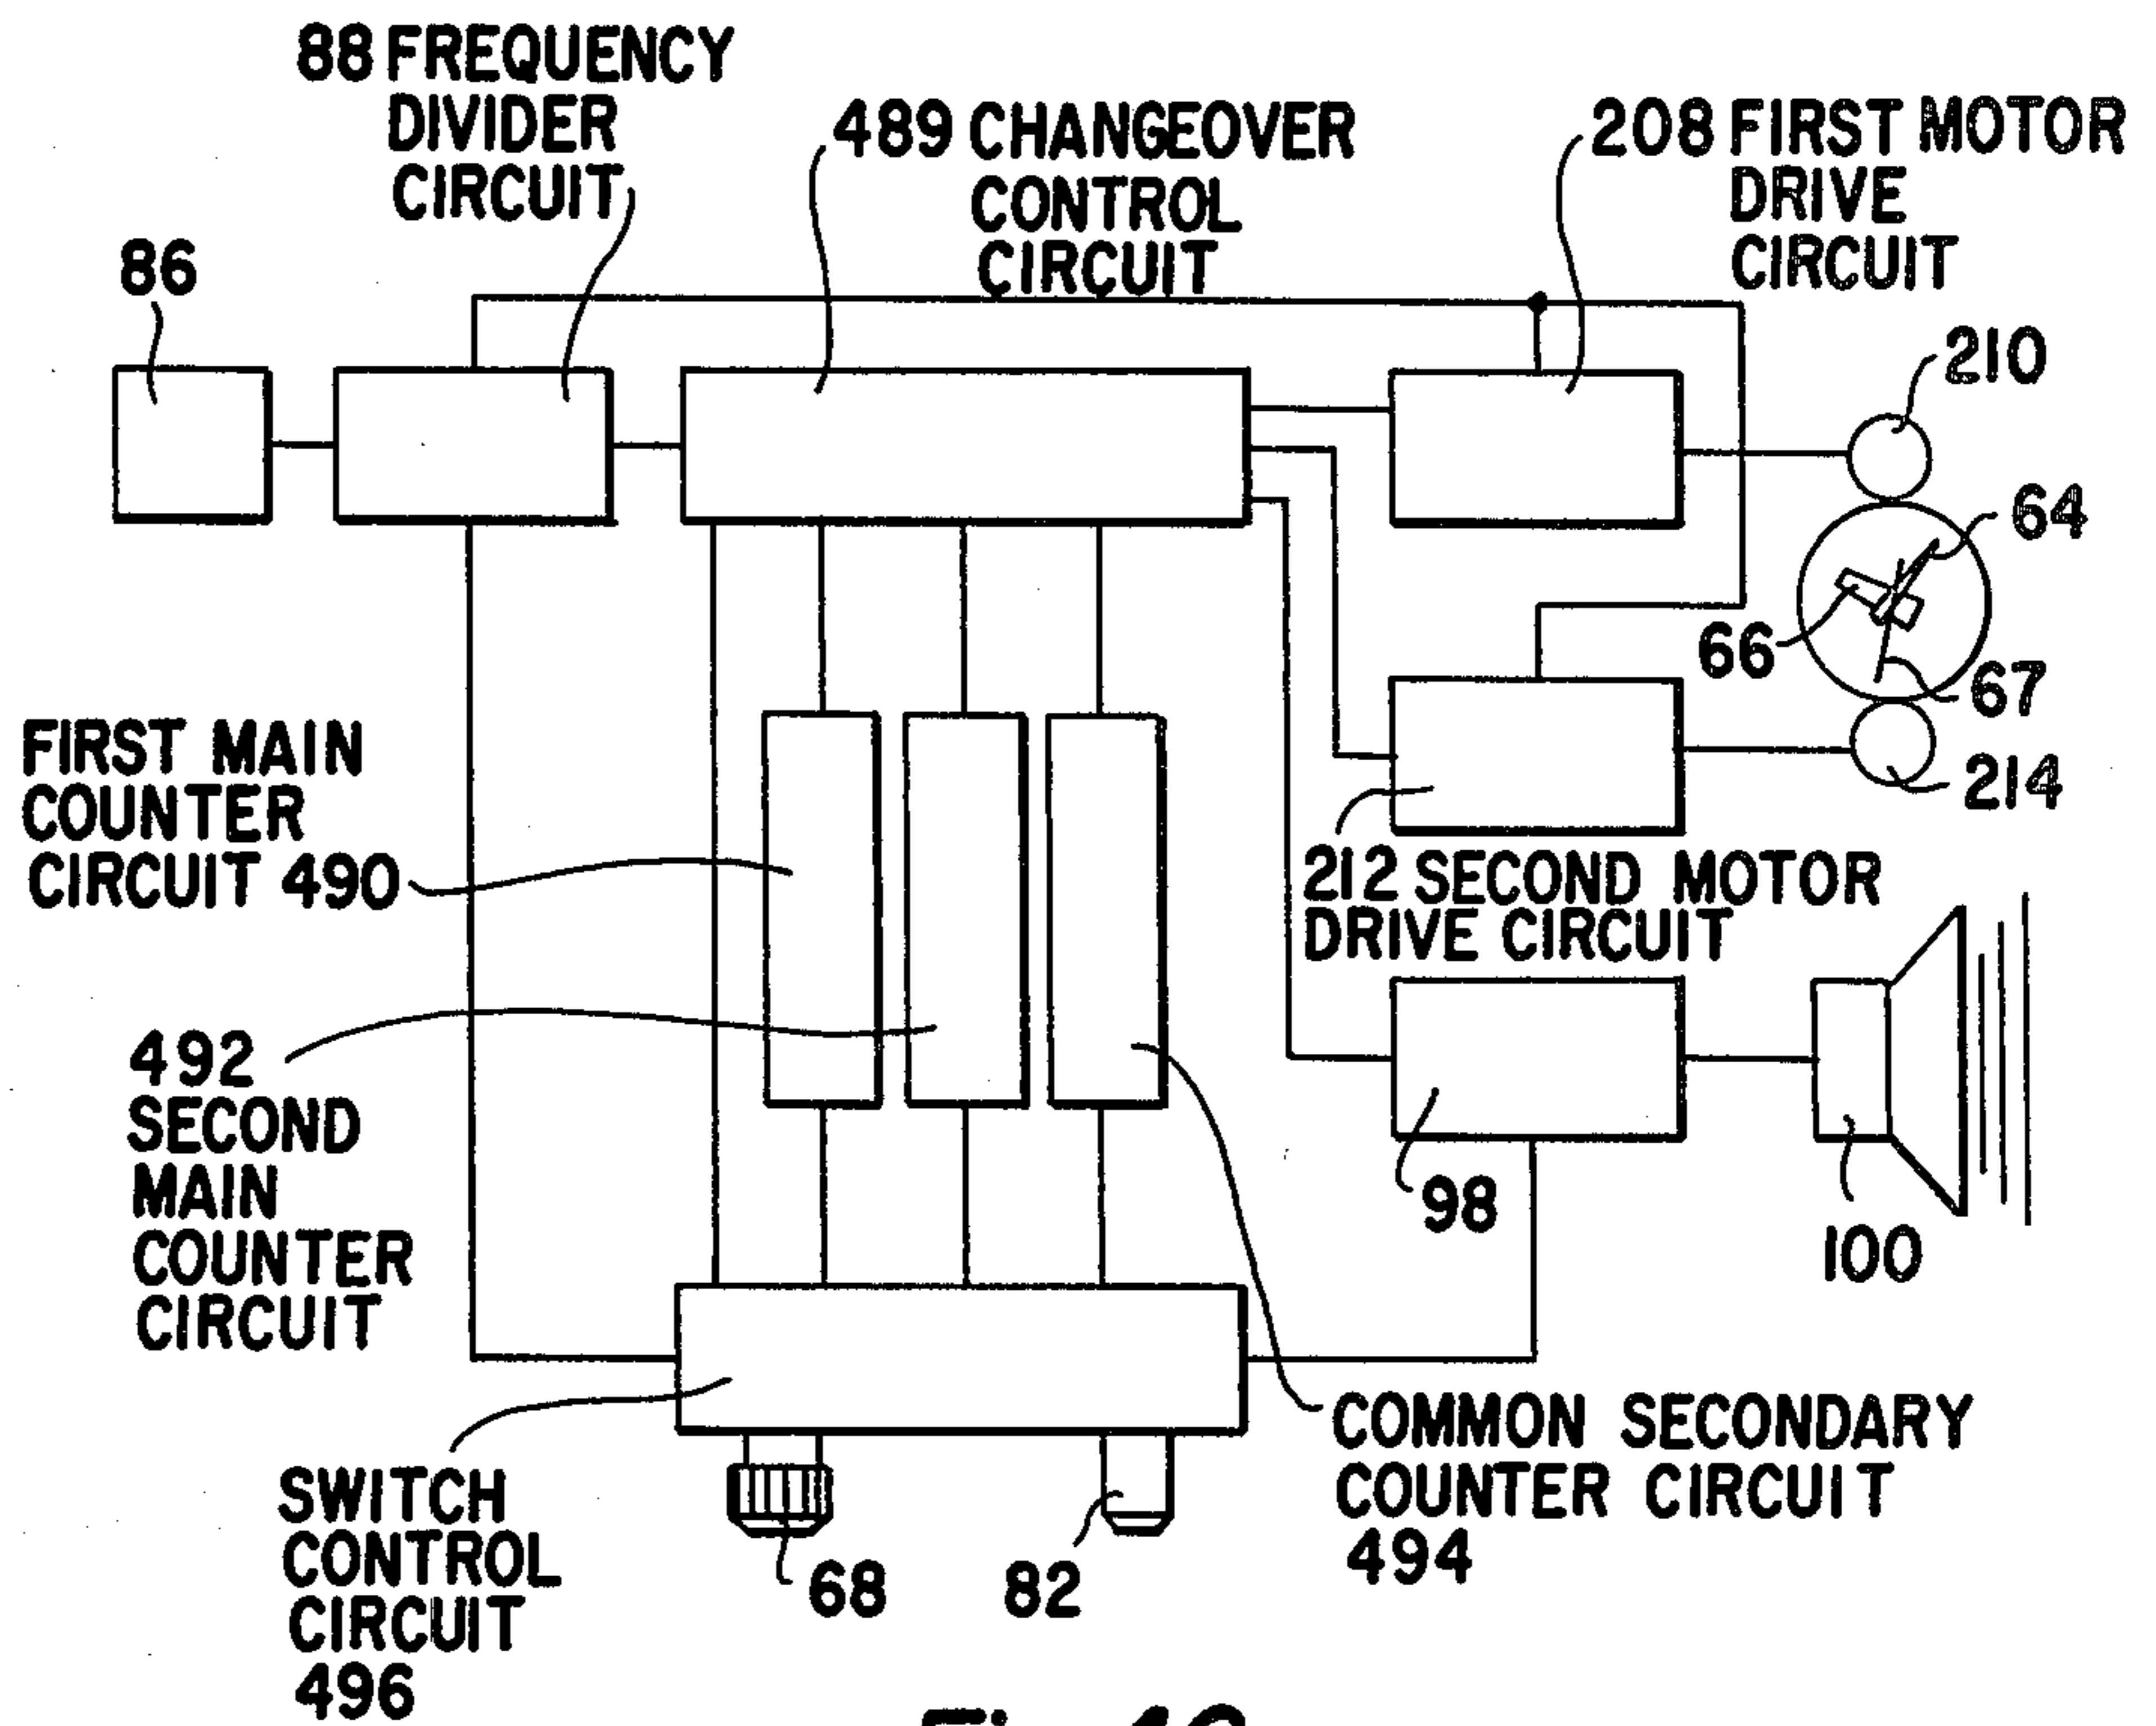 88 FREQUENCY
DIVIDER
CIRCUIT
489 CHANGEOVER
CONTROL
CIRCUIT
208 FIRST MOTOR
DRIVE
CIRCUIT
86
210
64
66
67
214
FIRST MAIN
COUNTER
CIRCUIT 490
212 SECOND MOTOR
DRIVE CIRCUIT
492
SECOND
MAIN
COUNTER
CIRCUIT
98
100
COMMON SECONDARY
COUNTER CIRCUIT
494
SWITCH
CONTROL
CIRCUIT
496
68
82